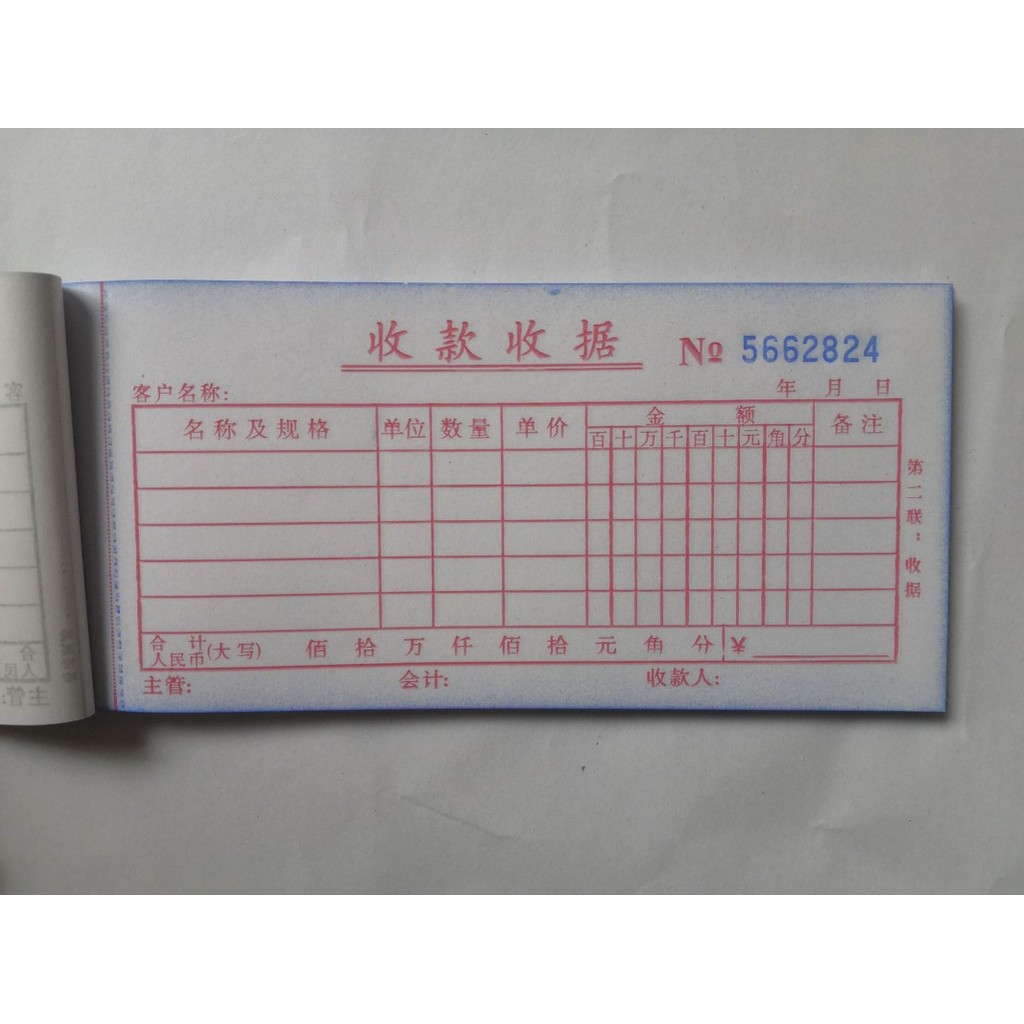 收款收据
№ 5662824
客户名称: 年 月 日
名称及规格 单位 数量 单价 金额 备注
百 十 万 千 百 十 元 角 分
合计
人民币(大写) 佰 拾 万 仟 佰 拾 元 角 分 ¥
主管: 会计: 收款人:
第二联:收据